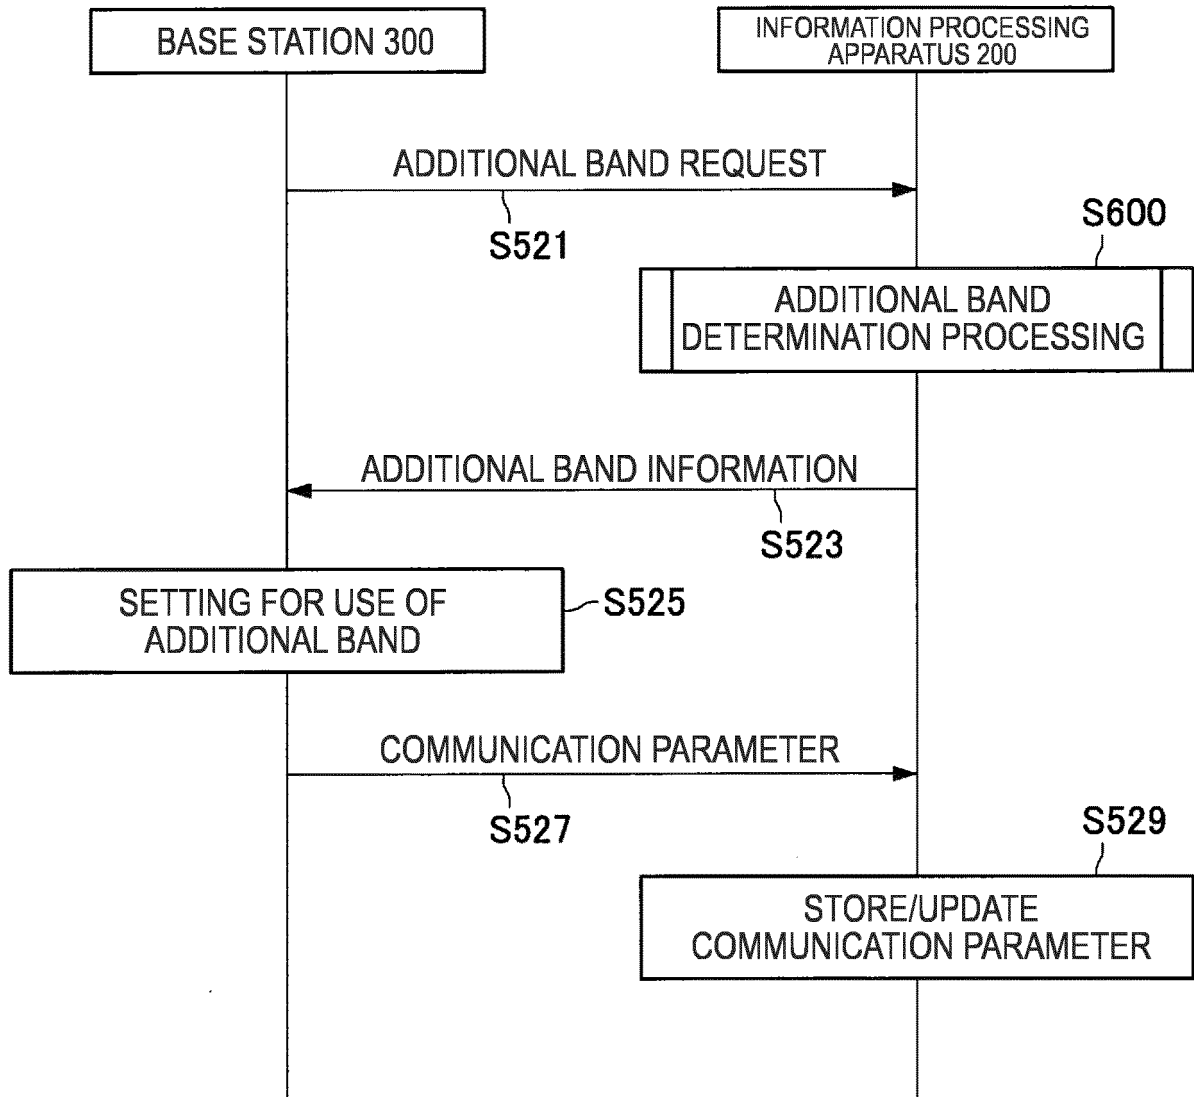 BASE STATION 300
INFORMATION PROCESSING
APPARATUS 200
ADDITIONAL BAND REQUEST
S521
S600
ADDITIONAL BAND
DETERMINATION PROCESSING
ADDITIONAL BAND INFORMATION
S523
SETTING FOR USE OF
ADDITIONAL BAND
S525
COMMUNICATION PARAMETER
S527
S529
STORE/UPDATE
COMMUNICATION PARAMETER